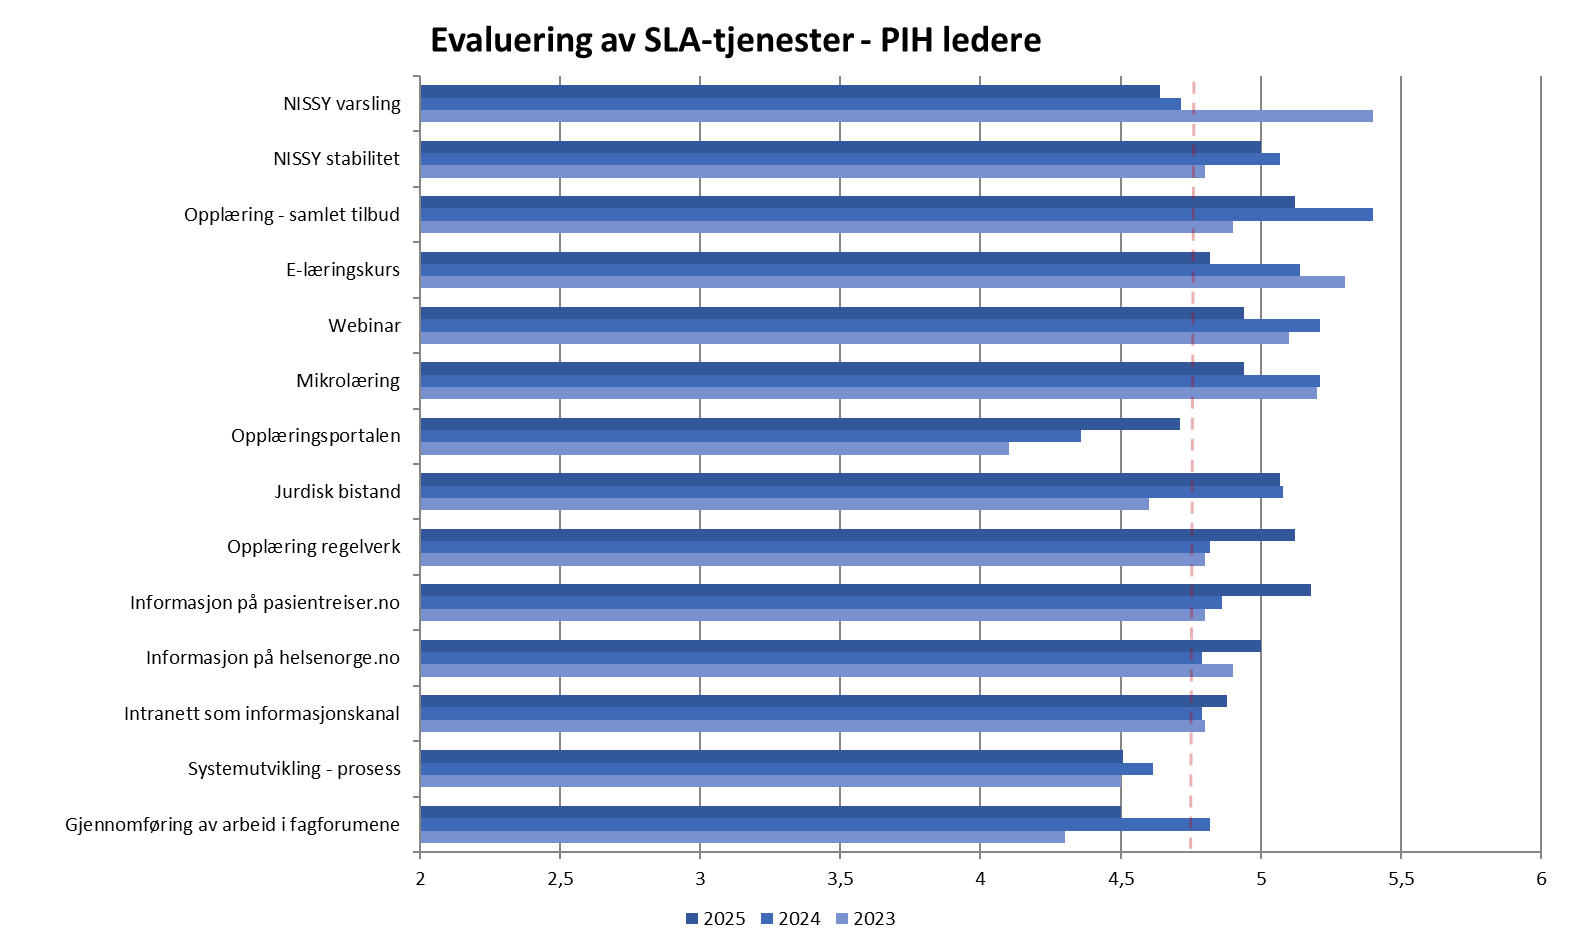 Evaluering av SLA-tjenester - PIH ledere
NISSY varsling
NISSY stabilitet
Opplæring - samlet tilbud
E-læringskurs
Webinar
Mikrolæring
Opplæringsportalen
Jurdisk bistand
Opplæring regelverk
Informasjon på pasientreiser.no
Informasjon på helsenorge.no
Intranett som informasjonskanal
Systemutvikling - prosess
Gjennomføring av arbeid i fagforumene
2 2,5 3 3,5 4 4,5 5 5,5 6
2025 2024 2023